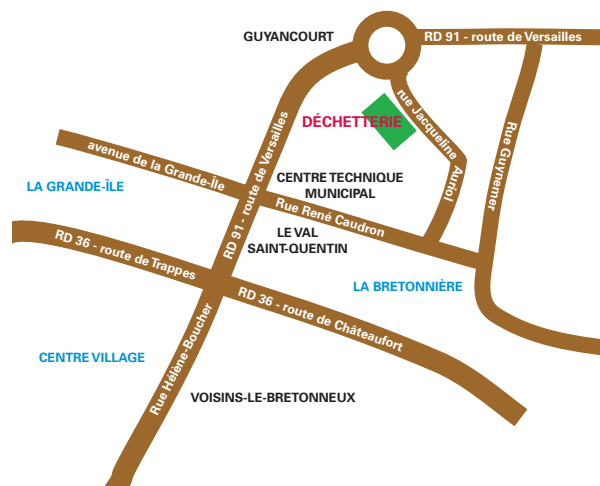 GUYANCOURT
RD 91 - route de Versailles
DÉCHETTERIE
rue Jacqueline
Auriol
Rue Guynemer
avenue de la Grande-Île
RD 91 - route de Versailles
LA GRANDE-ÎLE
CENTRE TECHNIQUE
MUNICIPAL
Rue René Caudron
LE VAL
SAINT-QUENTIN
RD 36 - route de Trappes
LA BRETONNIÈRE
RD 36 - route de Châteaufort
CENTRE VILLAGE
Rue Hélène-Boucher
VOISINS-LE-BRETONNEUX